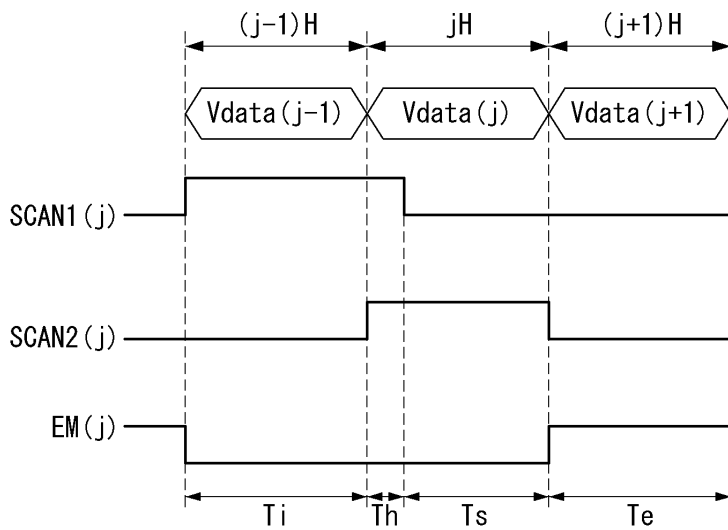 (j-1)H jH (j+1)H
Vdata(j-1) Vdata(j) Vdata(j+1)
SCAN1(j)
SCAN2(j)
EM(j)
Ti Th Ts Te